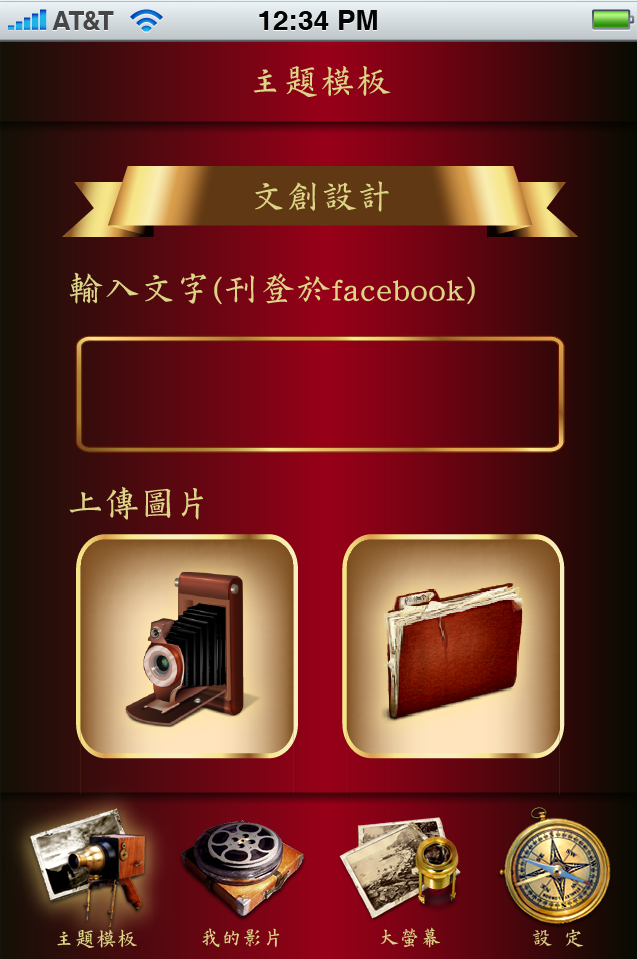 AT&T 12:34 PM
主題模板
文創設計
輸入文字(刊登於facebook)
上傳圖片
主題模板 我的影片 大螢幕 設定